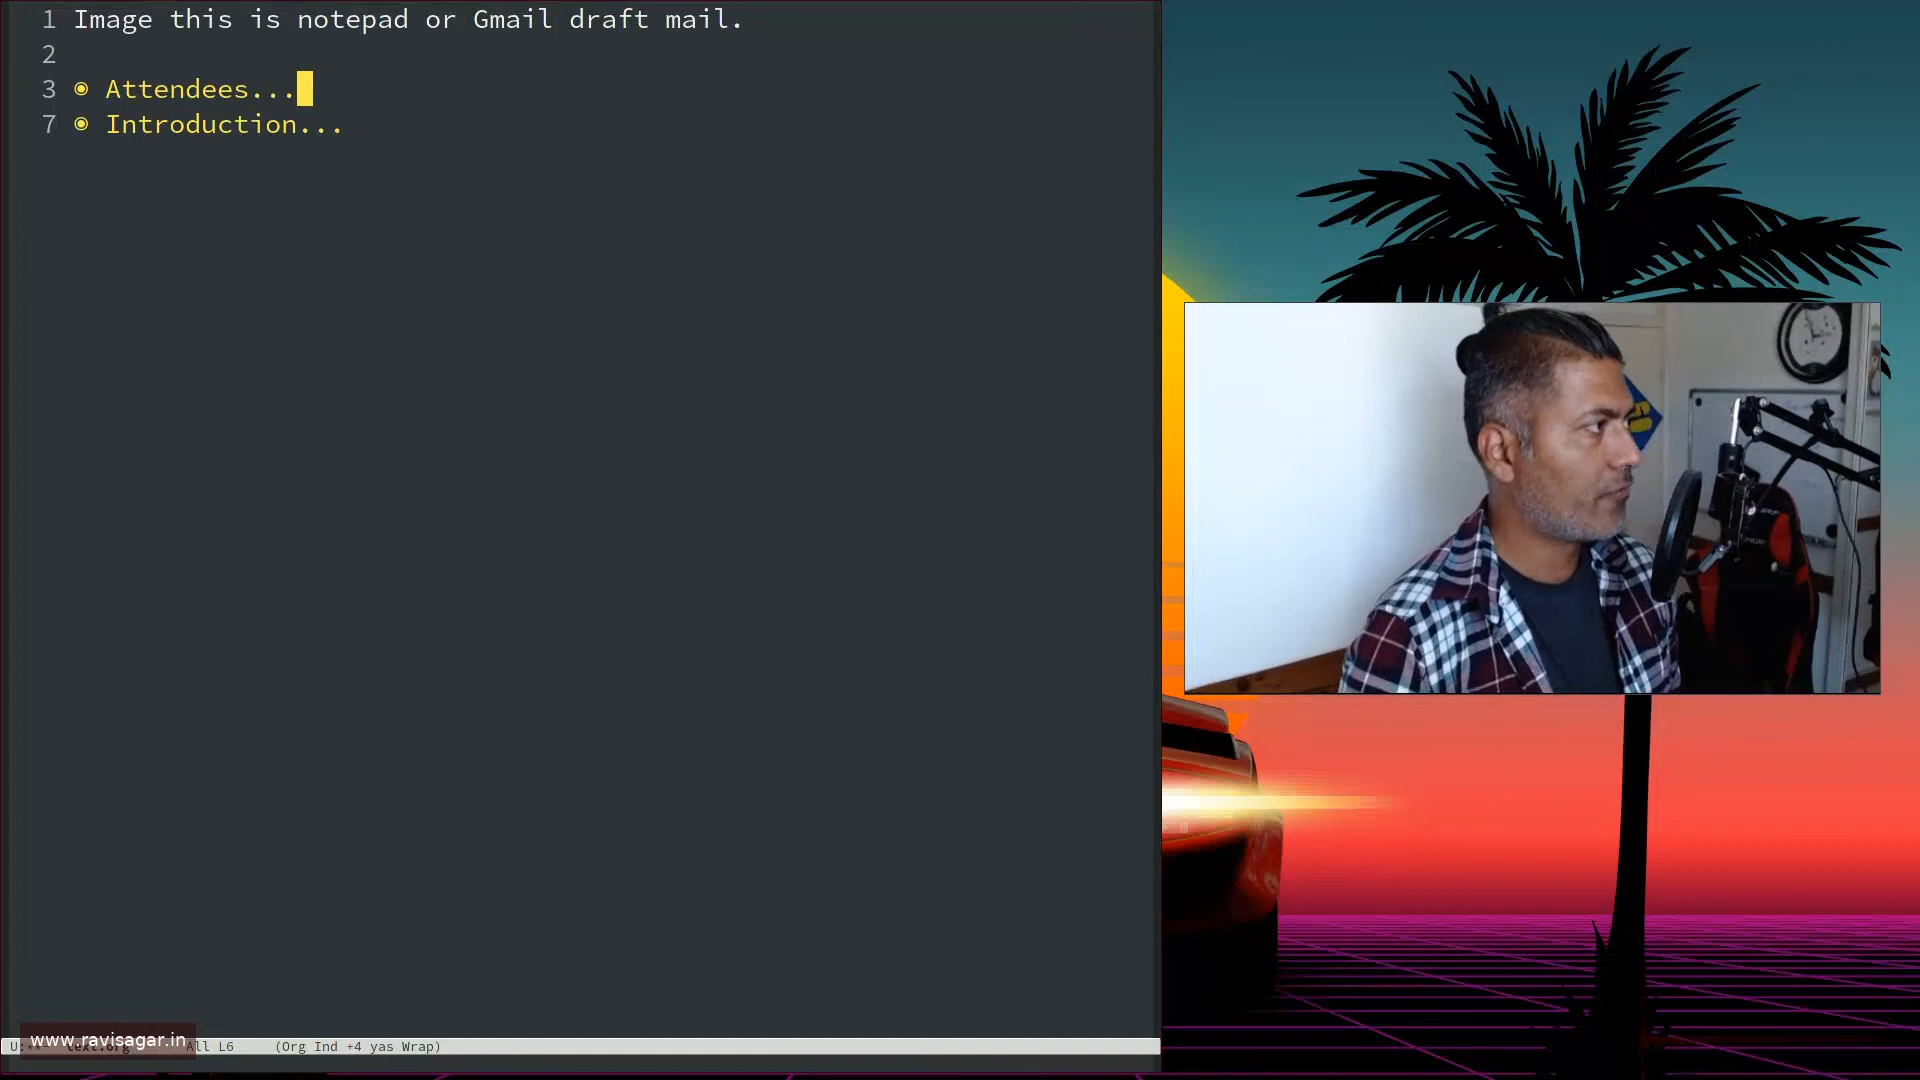 1 Image this is notepad or Gmail draft mail.
2
3 Attendees...
7 Introduction...
www.ravisagar.in
All L6 (Org Ind +4 yas Wrap)